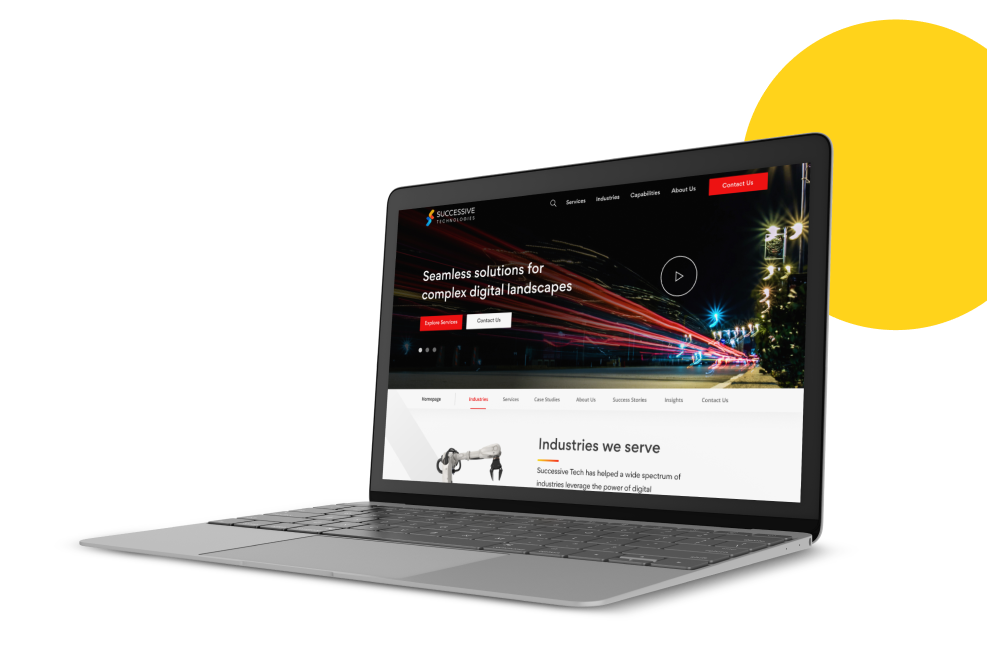 SUCCESSIVE
TECHNOLOGIES
Services
Industries
Capabilities
About Us
Contact Us
Seamless solutions for
complex digital landscapes
Explore Services
Contact Us
Homepage
Industries
Services
Case Studies
About Us
Success Stories
Insights
Contact Us
Industries we serve
Successive Tech has helped a wide spectrum of
industries leverage the power of digital